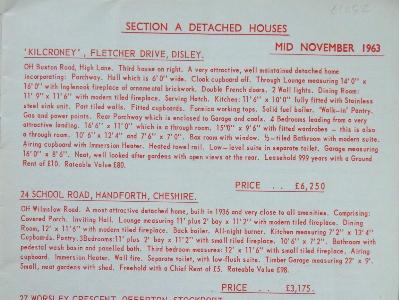 SECTION A DETACHED HOUSES
MID NOVEMBER 1963
'KILCRONEY', FLETCHER DRIVE, DISLEY.
Off Buxton Road, High Lane. Third house on right. A very attractive, well maintained detached home
incorporating: Porchway. Hall which is 6'0" wide. Cloak cupboard off. Through Lounge measuring 14'0" x
16'0" with Inglenook fireplace of ornamental brickwork. Double French doors. 2 Wall lights. Dining Room:
11' 9" x 11'6" with modern tiled fireplace. Serving Hatch. Kitchen: 11'6" x 10'0" fully fitted with Stainless
steel sink unit. Part tiled walls. Fitted cupboards. Formica working tops. Solid fuel boiler. 'Walk-in' Pantry.
Gas and power points. Rear Porchway which is enclosed to Garage and cools. 4 Bedrooms leading from a very
attractive landing. 16'6" x 11'0" which is a through room. 15'0" x 9'6" with fitted wardrobes - this is also
a through room. 10'6" x 12'4" and 7'6" x 7'0". Box room with window. ½-tiled Bathroom with modern suite.
Airing cupboard with Immersion Heater. Heated towel rail. Low-level suite in separate toilet. Garage measuring
16'0" x 8'6". Neat, well looked after gardens with open views at the rear. Leasehold 999 years with a Ground
Rent of £10. Rateable Value £80.
PRICE .. £6,250
24 SCHOOL ROAD, HANDFORTH, CHESHIRE.
Off Wilmslow Road. A most attractive detached home, built in 1936 and very close to all amenities. Comprising:
Covered Porch. Inviting Hall. Lounge measuring 11' plus 2' bay x 11'2" with modern tiled fireplace. Dining
Room, 12' x 11'6" with modern tiled fireplace. Back boiler. All-night burner. Kitchen measuring 7'2" x 13'4"
Cupboards. Pantry. 3 Bedrooms: 11' plus 2' bay x 11'2" with small tiled fireplace. 10'6" x 7'2". Bathroom with
pedestal wash basin and panelled bath. Third bedroom measures 12' x 11'6" with small tiled fireplace. Airing
cupboard. Immersion Heater. Wall fire. Separate toilet, with low-flush suite. Timber Garage measuring 22' x 9'.
Small, neat gardens with shed. Freehold with a Chief Rent of £5. Rateable Value £98.
PRICE .. £3,175.
27 WORSLEY CRESCENT, OFFERTON, STOCKPORT